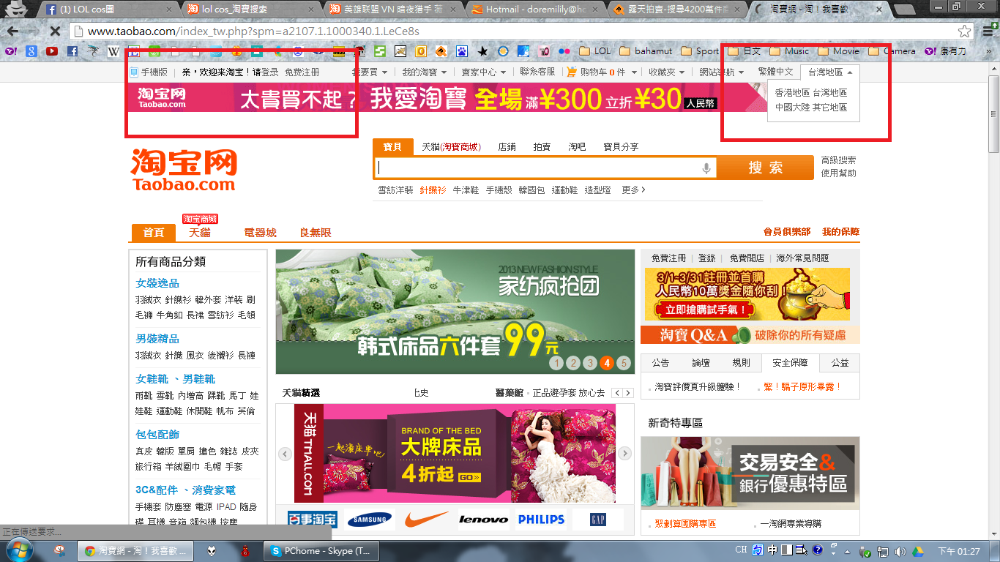 (1) LOL cos團
lol cos_淘寶搜索
英雄联盟 VN 暗夜猎手 薇
Hotmail - doremilily@ho
露天拍賣-搜尋4200萬件商
淘寶網 - 淘！我喜歡
www.taobao.com/index_tw.php?spm=a2107.1.1000340.1.LeCe8s
LOL bahamut Sport 日文 Music Movie Camera 康有力 »
手機版 親，欢迎来淘宝！请登录 免费注册 我要買 我的淘寶 賣家中心 聯絡客服 购物车 0 件 收藏夾 網站導航 繁體中文 台灣地區
香港地區 台灣地區
中國大陸 其它地區
淘宝网
Taobao.com
太貴買不起？我愛淘寶 全場滿¥300立折¥30人民幣
寶貝 天貓(淘寶商城) 店鋪 拍賣 淘吧 寶貝分享
淘宝网
Taobao.com
搜 索
高級搜索
使用幫助
雪紡洋裝 針織衫 牛津鞋 手機殼 韓國包 運動鞋 造型燈 更多
淘宝商城
首頁 天貓 電器城 良無限
會員俱樂部 我的保障
所有商品分類
女裝逸品
羽絨衣 針織衫 韓外套 洋裝 刷
毛褲 牛角釦 長裙 雪紡衫 毛領
男裝精品
羽絨衣 針織 風衣 後襯衫 長褲
女鞋靴、男鞋靴
雨靴 雪靴 內增高 踝靴 馬丁 娃
娃鞋 運動鞋 休閒鞋 帆布 英倫
包包配飾
真皮 韓版 單肩 撞色 雜誌 皮夾
旅行箱 羊絨圍巾 毛帽 手套
3C&配件、消費家電
手機套 防塵塞 電源 IPAD 隨身
碟 耳機 音箱 麵包機 按摩
2013 NEW FASHION STYLE
家纺疯抢团
韩式床品六件套99元
1 2 3 4 5
天貓精選
醫藥館 正品避孕套 放心去
天猫 TMALL.COM
一起滾床單吧！
BRAND OF THE BED
大牌床品
4折起 GO>>
百事淘宝 SAMSUNG lenovo PHILIPS GAP
免費注冊 登錄 免費開店 海外常見問題
3/1~3/31註冊並首購
人民幣10萬獎金隨你刮！
立即搶購試手氣！
淘寶Q&A 破除你的所有疑慮
公告 論壇 規則 安全保障 公益
淘寶評價頁升級體驗！ 驚！騙子原形畢露！
新奇特專區
交易安全&
銀行優惠特區
聚劃算團購專區 一淘網專業導購
正在傳送要求...
淘寶網 - 淘！我喜歡 ...
PChome - Skype (T...
CH 中
下午 01:27